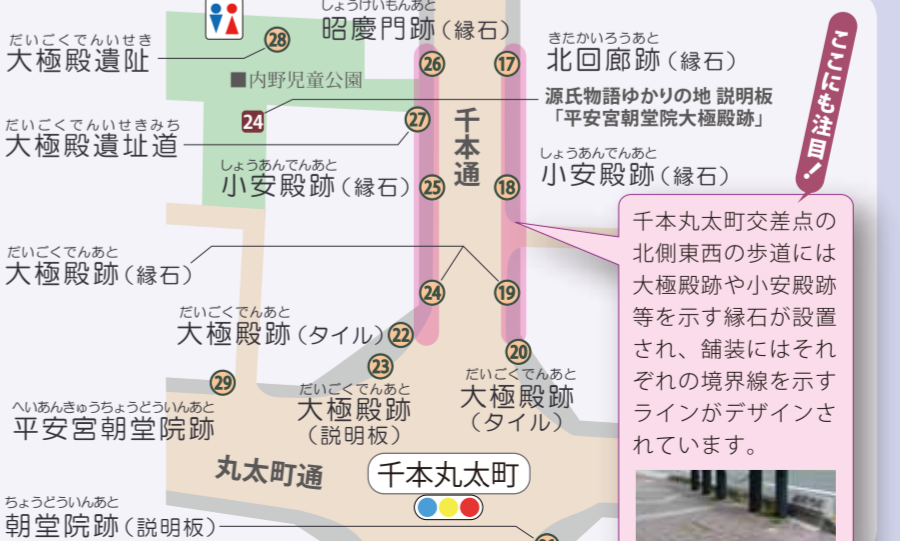 しょうけいもんあと
昭慶門跡（縁石）
だいごくでんいせき
大極殿遺址
28
26
17
きたかいろうあと
北回廊跡（縁石）
ここにも注目！
■内野児童公園
源氏物語ゆかりの地 説明板
「平安宮朝堂院大極殿跡」
24
27
千本通
だいごくでんいせきみち
大極殿遺址道
しょうあんでんあと
小安殿跡（縁石）
25
18
しょうあんでんあと
小安殿跡（縁石）
千本丸太町交差点の
北側東西の歩道には
大極殿跡や小安殿跡
等を示す縁石が設置
され、舗装にはそれ
ぞれの境界線を示す
ラインがデザインさ
れています。
だいごくでんあと
大極殿跡（縁石）
24
19
だいごくでんあと
大極殿跡（タイル）
22
23
20
29
だいごくでんあと
大極殿跡
（説明板）
だいごくでんあと
大極殿跡
（タイル）
へいあんきゅうちょうどういんあと
平安宮朝堂院跡
丸太町通
千本丸太町
ちょうどういんあと
朝堂院跡（説明板）